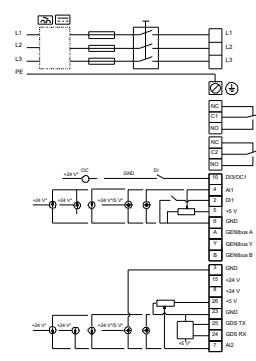 L1 L1
L2 L2
L3 L3
PE
NC
C1
NO
NC
C2
NO
OC GND DI
+24 V* 10 DI3/OC1
4 AI1
+24 V* +24 V* +24 V*/5 V* 2 DI1
5 +5 V
6 GND
A GENIbus A
Y GENIbus Y
B GENIbus B
3 GND
15 +24 V
8 +24 V
26 +5 V
23 GND
+24 V* +24 V* +24 V*/5 V* 25 GDS TX
24 GDS RX
+5 V* 7 AI2